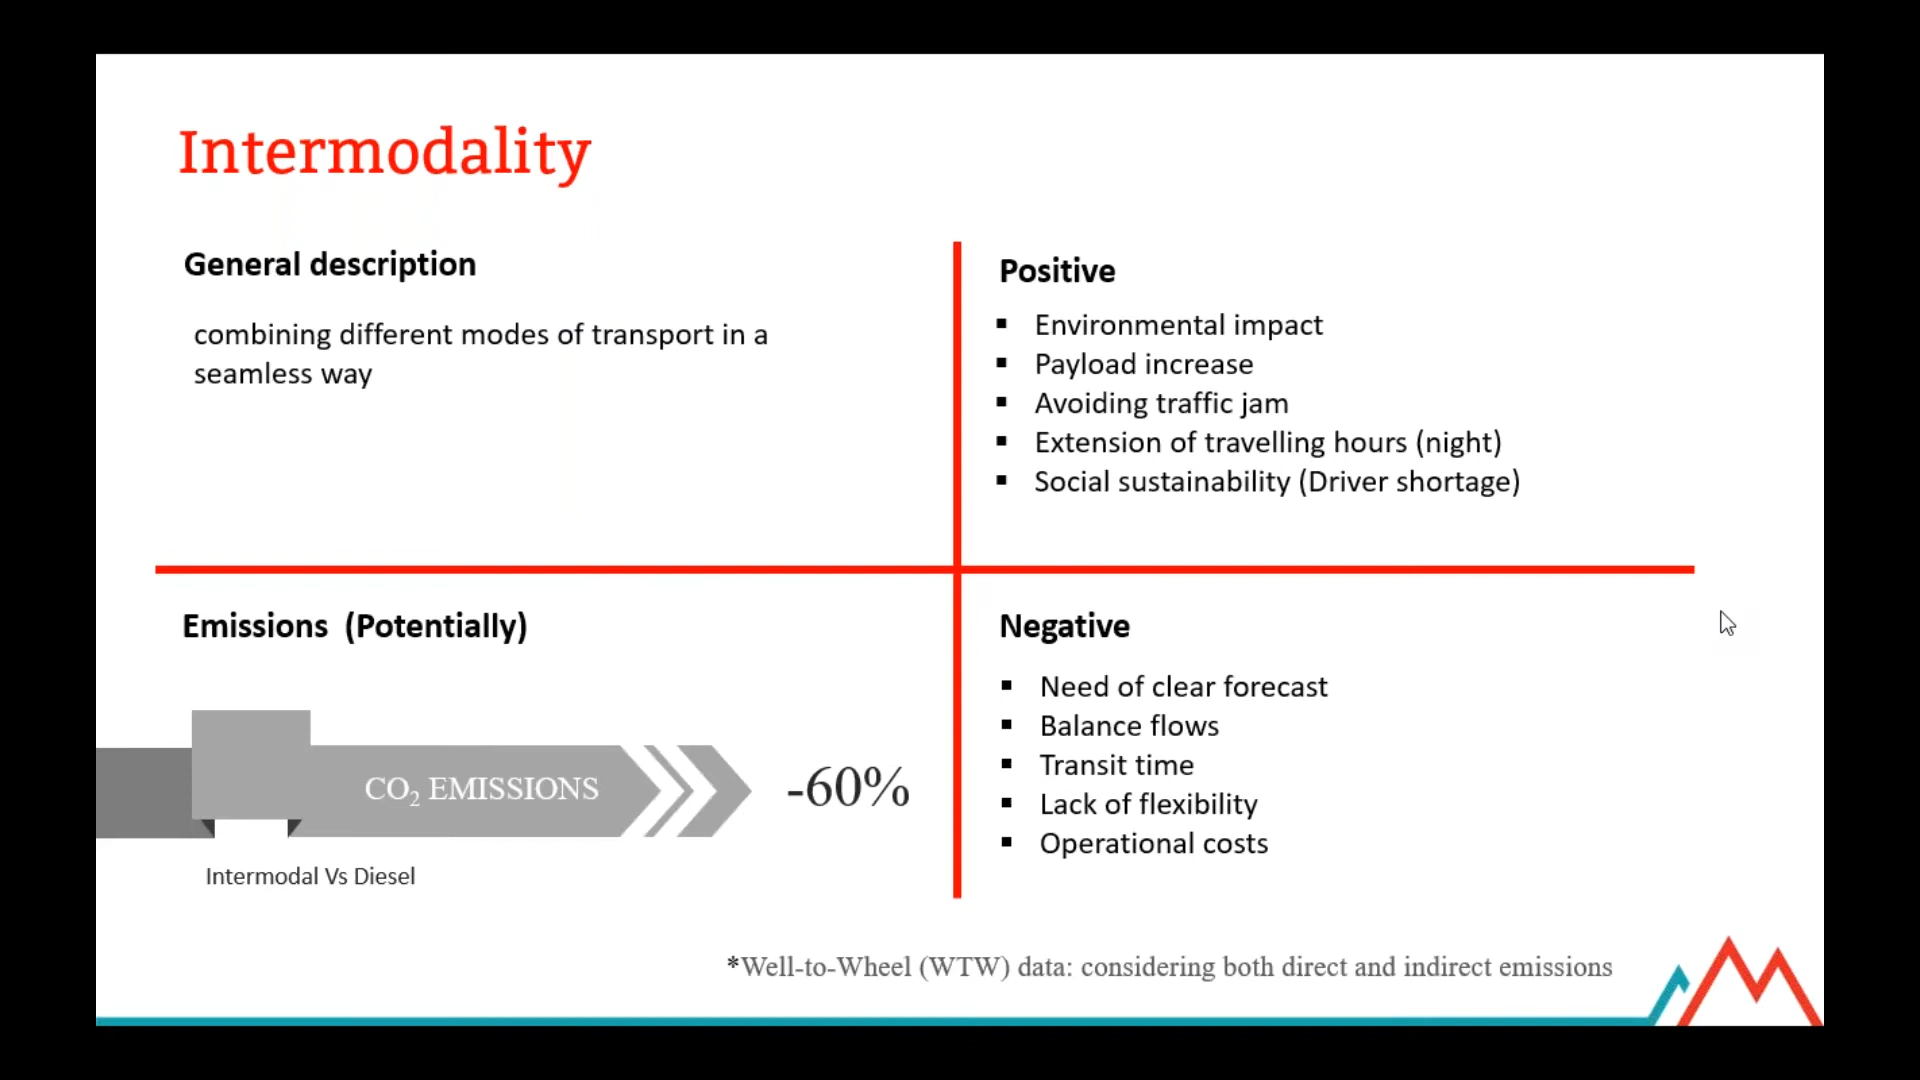 Intermodality
General description
combining different modes of transport in a
seamless way
Positive
▪ Environmental impact
▪ Payload increase
▪ Avoiding traffic jam
▪ Extension of travelling hours (night)
▪ Social sustainability (Driver shortage)
Emissions  (Potentially)
CO₂ EMISSIONS
-60%
Intermodal Vs Diesel
Negative
▪ Need of clear forecast
▪ Balance flows
▪ Transit time
▪ Lack of flexibility
▪ Operational costs
*Well-to-Wheel (WTW) data: considering both direct and indirect emissions